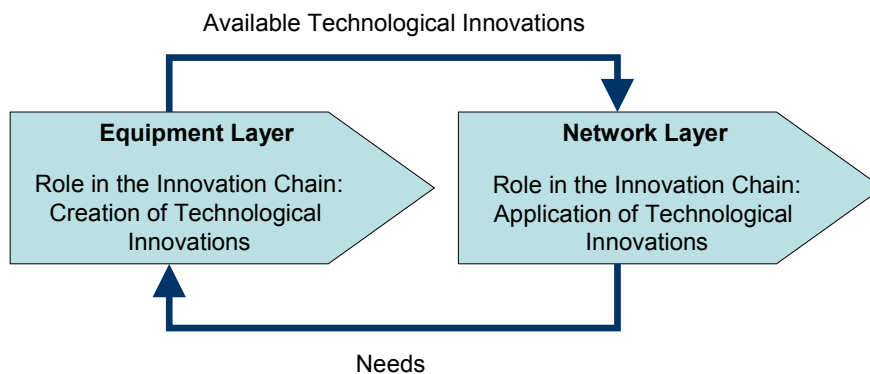 Available Technological Innovations
Equipment Layer
Role in the Innovation Chain:
Creation of Technological
Innovations
Network Layer
Role in the Innovation Chain:
Application of Technological
Innovations
Needs